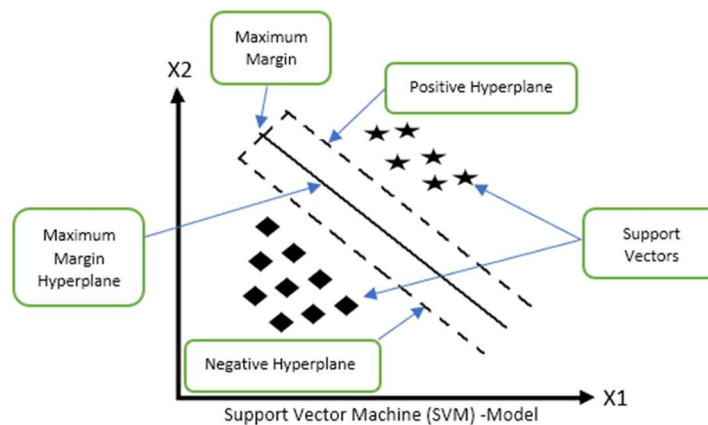 Maximum
Margin
X2
Positive Hyperplane
Maximum
Margin
Hyperplane
Support
Vectors
Negative Hyperplane
X1
Support Vector Machine (SVM) -Model